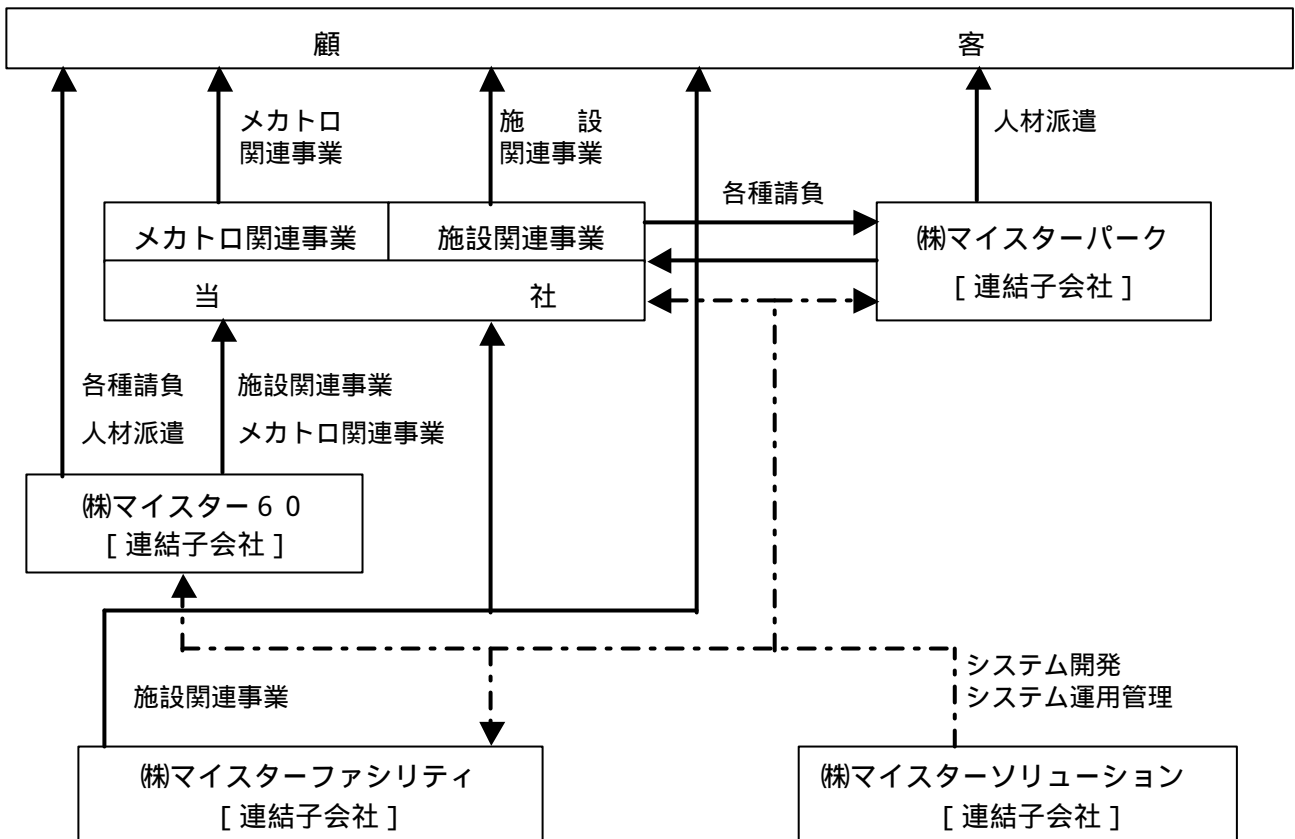 顧　　　　　客
メカトロ
関連事業
施　設
関連事業
人材派遣
各種請負
メカトロ関連事業
施設関連事業
㈱マイスターパーク
[ 連結子会社 ]
当　　　　　社
各種請負
人材派遣
施設関連事業
メカトロ関連事業
㈱マイスター６０
[ 連結子会社 ]
システム開発
システム運用管理
施設関連事業
㈱マイスターファシリティ
[ 連結子会社 ]
㈱マイスターソリューション
[ 連結子会社 ]